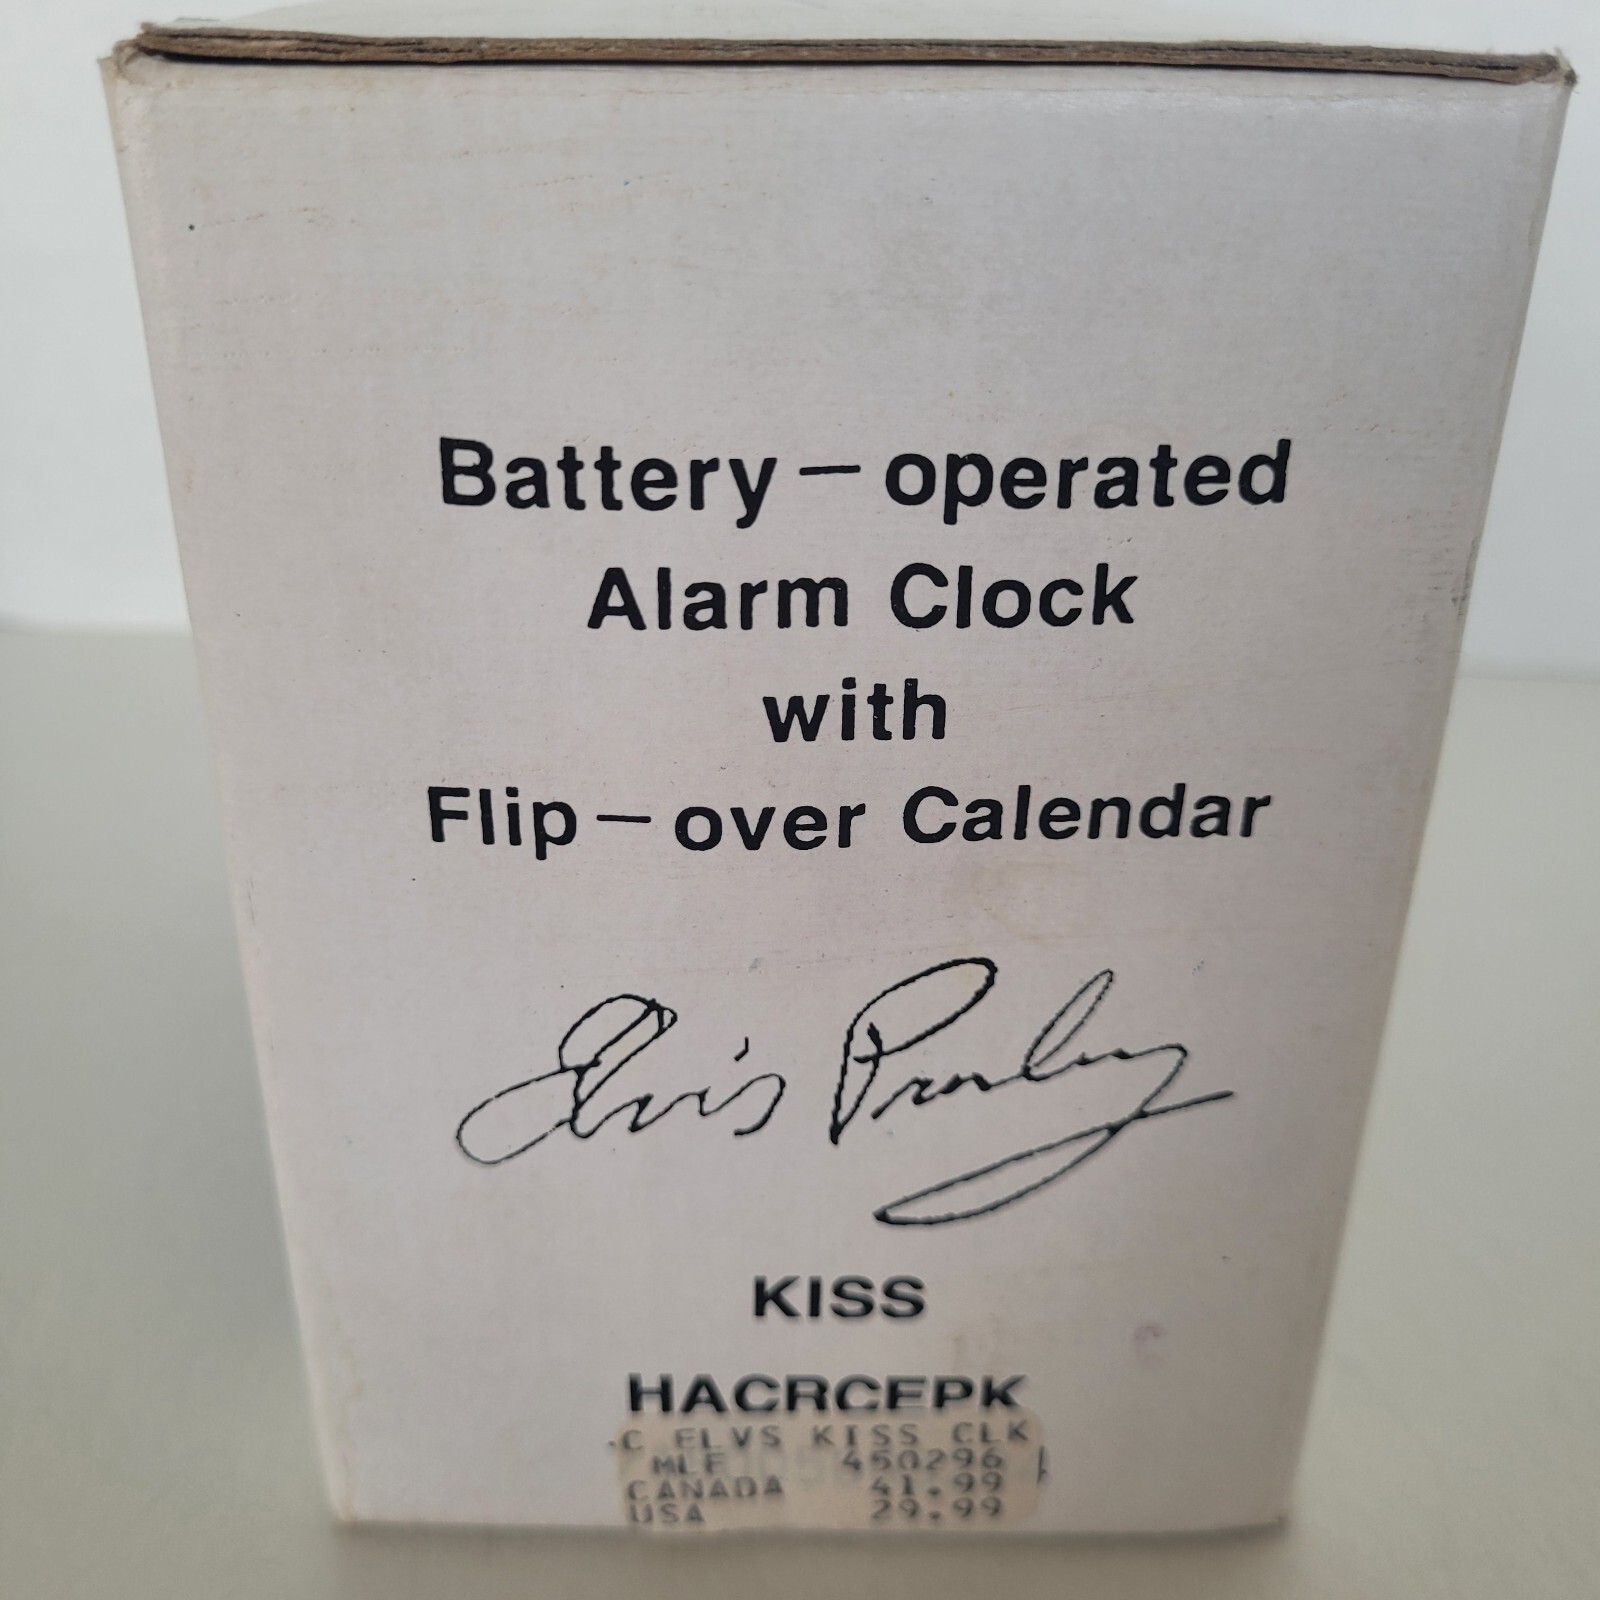 Battery - operated
Alarm Clock
with
Flip - over Calendar
Elvis Presley
KISS
HACRCEPK
C ELVS KISS CLK
450296
CANADA 41.99
USA 29.99